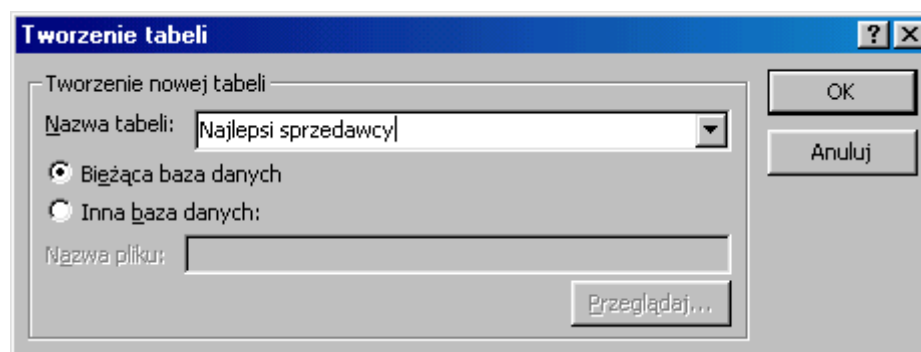 Tworzenie tabeli
Tworzenie nowej tabeli
OK
Nazwa tabeli: Najlepsi sprzedawcy
Anuluj
Bieżąca baza danych
Inna baza danych:
Nazwa pliku:
Przeglądaj...